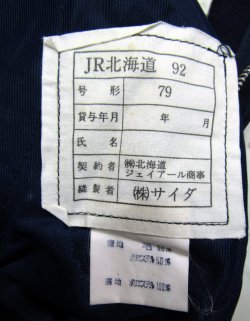 JR北海道 92
号形 79
貸与年月 年 月
氏名
契約者 ㈱北海道
ジェイアール商事
縫製者 ㈱サイダ